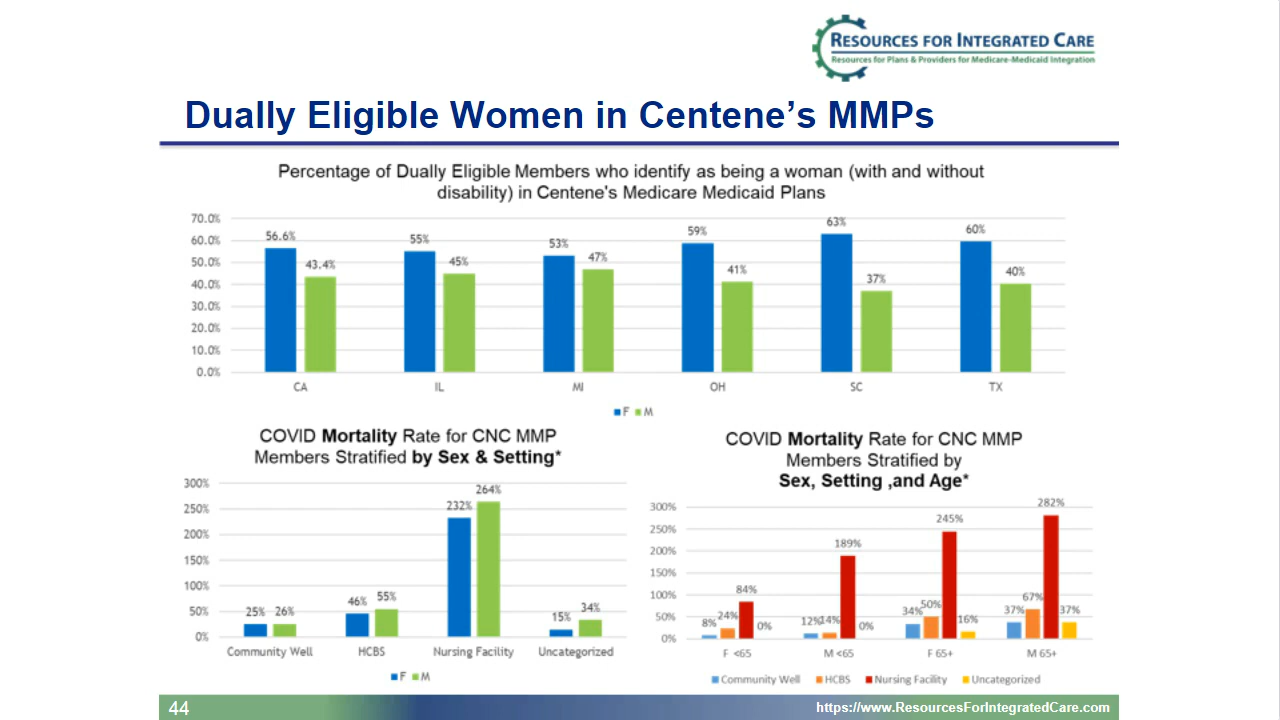 RESOURCES FOR INTEGRATED CARE
Resources for Plans & Providers for Medicare-Medicaid Integration
Dually Eligible Women in Centene's MMPs
Percentage of Dually Eligible Members who identify as being a woman (with and without
disability) in Centene's Medicare Medicaid Plans
70.0%
60.0%
50.0%
40.0%
30.0%
20.0%
10.0%
0.0%
56.6%
43.4%
55%
45%
53%
47%
59%
41%
63%
37%
60%
40%
CA
IL
MI
OH
SC
TX
F M
COVID Mortality Rate for CNC MMP
Members Stratified by Sex & Setting*
300%
250%
200%
150%
100%
50%
0%
25%
26%
46%
55%
232%
264%
15%
34%
Community Well
HCBS
Nursing Facility
Uncategorized
F M
COVID Mortality Rate for CNC MMP
Members Stratified by
Sex, Setting ,and Age*
300%
250%
200%
150%
100%
50%
0%
8%
24%
84%
0%
12%
14%
189%
0%
34%
50%
245%
16%
37%
67%
282%
37%
F <65
M <65
F 65+
M 65+
Community Well HCBS Nursing Facility Uncategorized
44
https://www.ResourcesForIntegratedCare.com